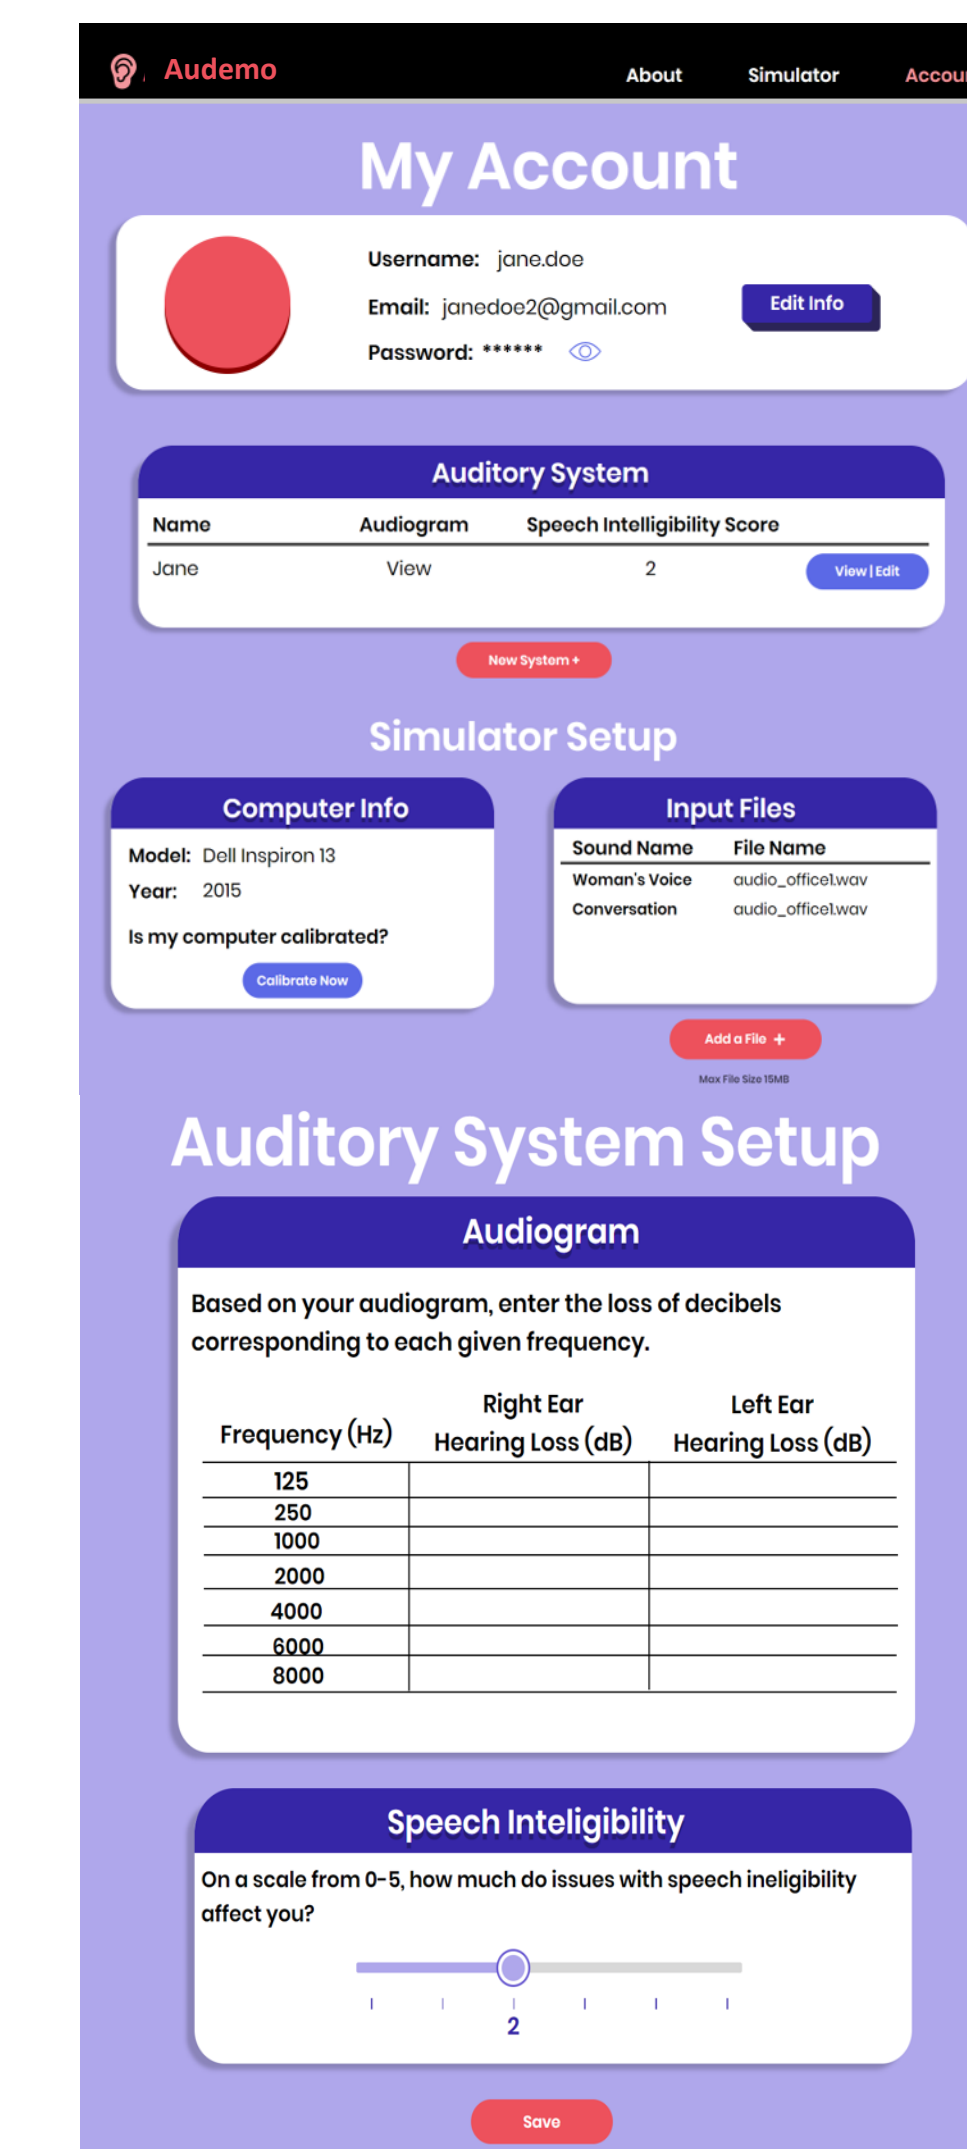 Audemo
About Simulator Accoun
My Account
Username: jane.doe
Email: janedoe2@gmail.com
Edit Info
Password: ******
Auditory System
Name Audiogram Speech Intelligibility Score
Jane View 2 View | Edit
New System +
Simulator Setup
Computer Info
Model: Dell Inspiron 13
Year: 2015
Is my computer calibrated?
Calibrate Now
Input Files
Sound Name File Name
Woman's Voice audio_office1.wav
Conversation audio_office1.wav
Add a File +
Max File Size 15MB
Auditory System Setup
Audiogram
Based on your audiogram, enter the loss of decibels
corresponding to each given frequency.
Frequency (Hz) Right Ear Hearing Loss (dB) Left Ear Hearing Loss (dB)
125
250
1000
2000
4000
6000
8000
Speech Inteligibility
On a scale from 0-5, how much do issues with speech ineligibility
affect you?
2
Save